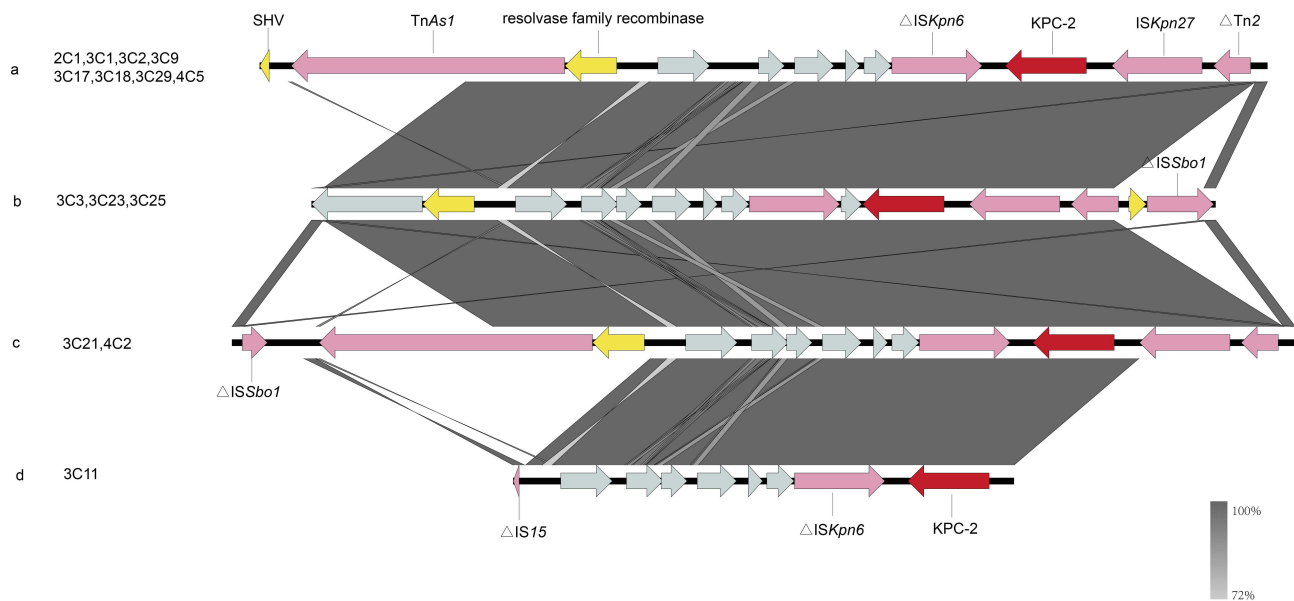 SHV
TnAs1
resolvase family recombinase
△ISKpn6
KPC-2
ISKpn27
△Tn2
a
2C1,3C1,3C2,3C9
3C17,3C18,3C29,4C5
△ISSbo1
b
3C3,3C23,3C25
c
3C21,4C2
△ISSbo1
d
3C11
△IS15
△ISKpn6
KPC-2
100%
72%